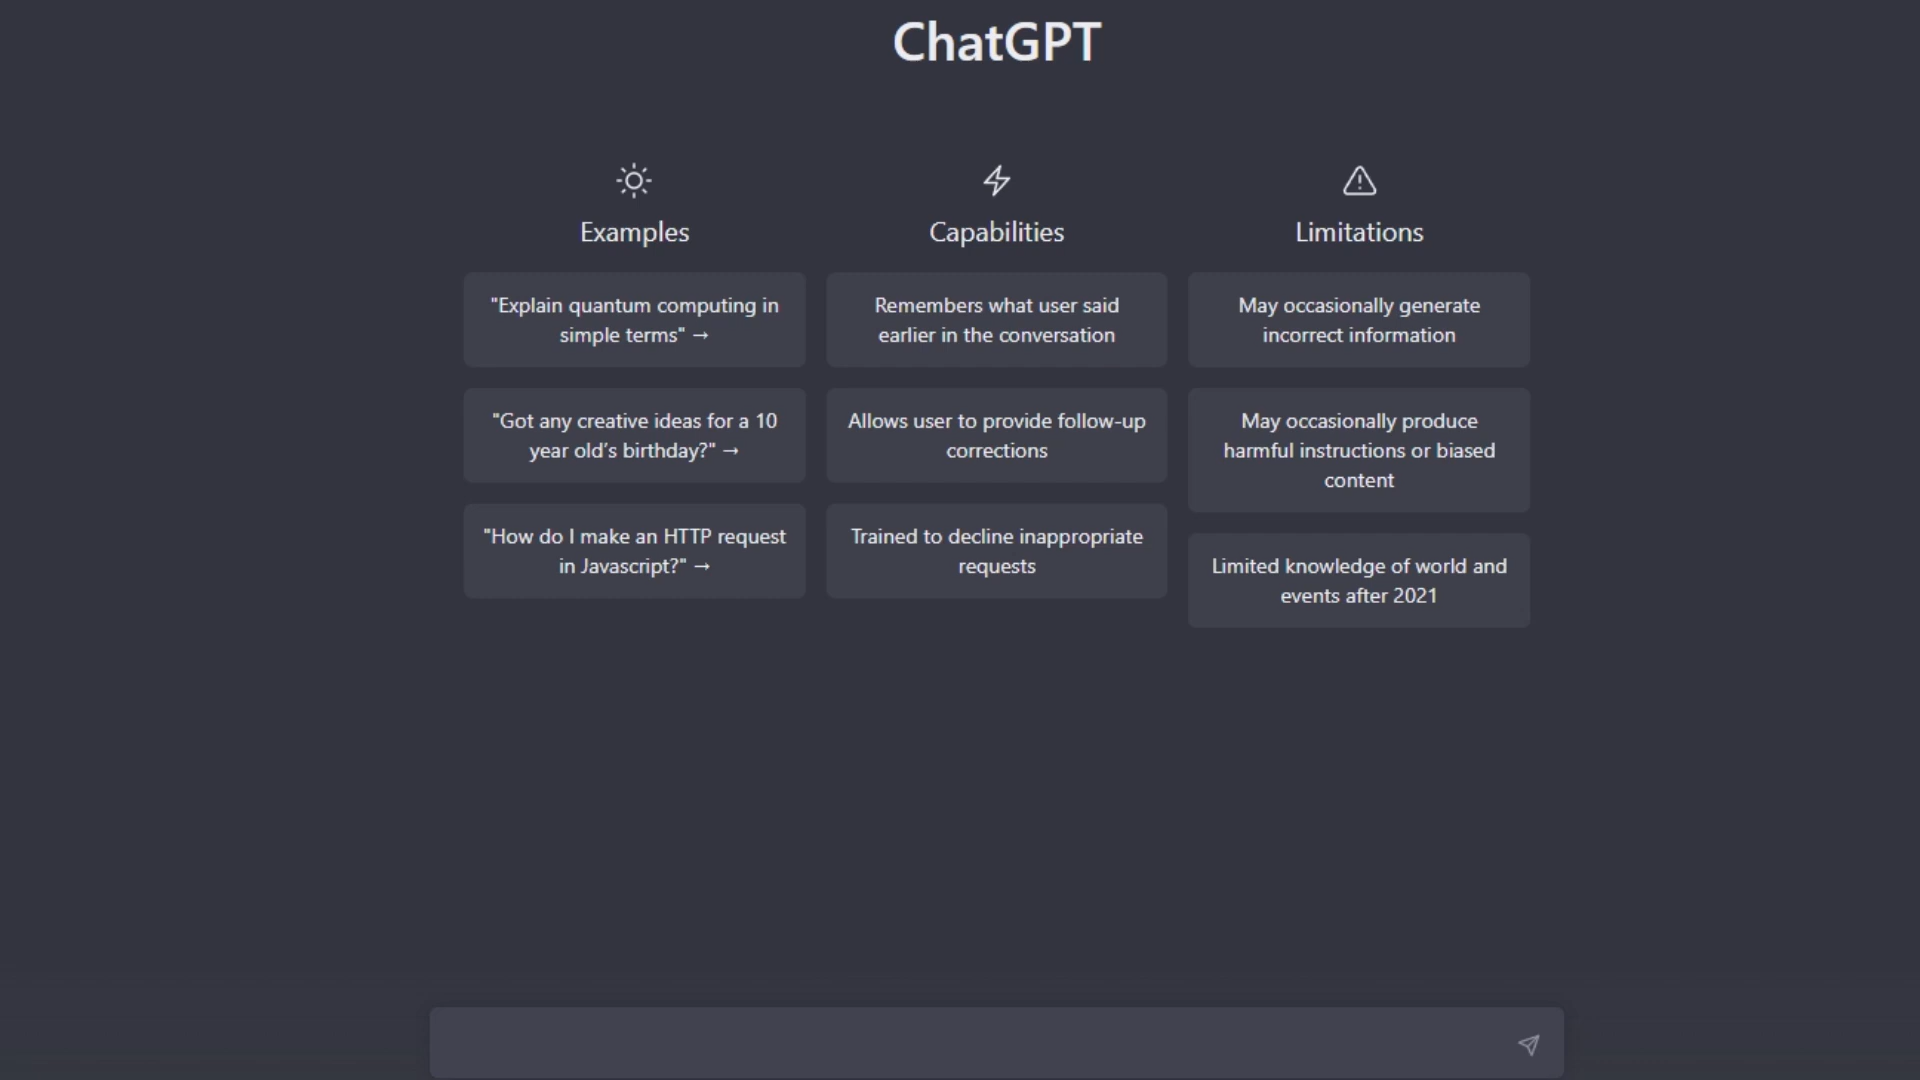 ChatGPT
Examples
"Explain quantum computing in
simple terms" →
"Got any creative ideas for a 10
year old’s birthday?" →
"How do I make an HTTP request
in Javascript?" →
Capabilities
Remembers what user said
earlier in the conversation
Allows user to provide follow-up
corrections
Trained to decline inappropriate
requests
Limitations
May occasionally generate
incorrect information
May occasionally produce
harmful instructions or biased
content
Limited knowledge of world and
events after 2021